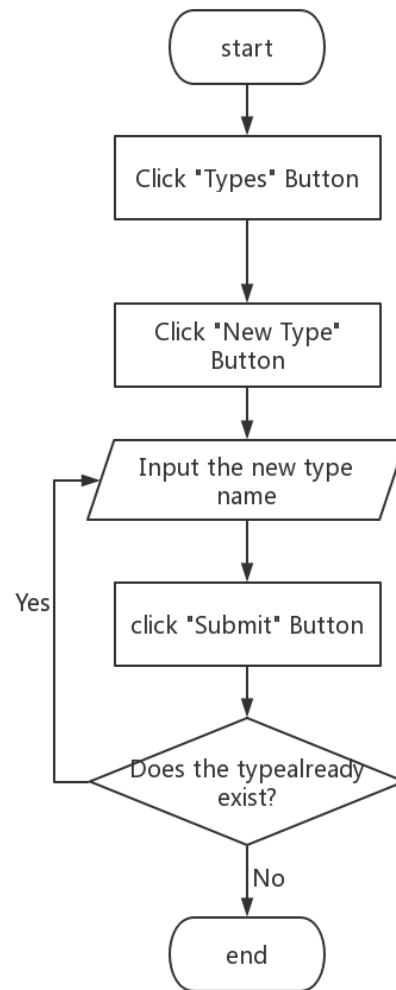 start
Click "Types" Button
Click "New Type"
Button
Input the new type
name
Yes
click "Submit" Button
Does the typealready
exist?
No
end